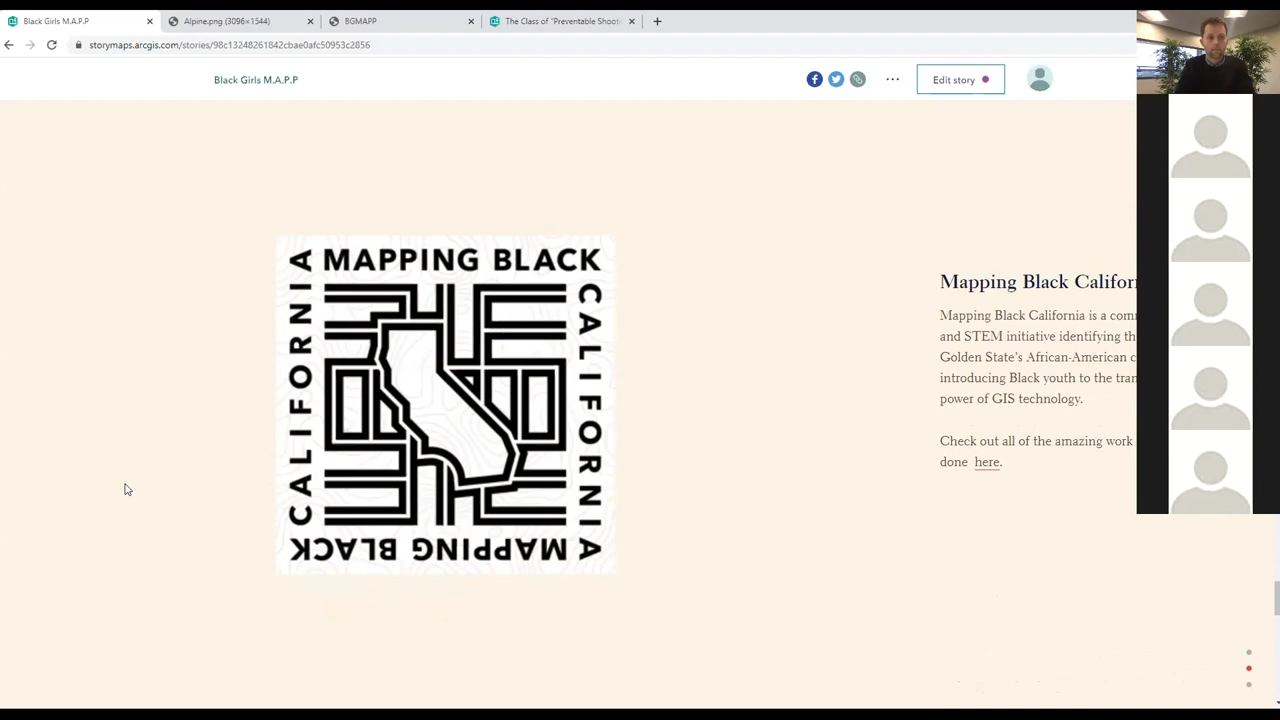 Black Girls M.A.P.P
Alpine.png (3096×1544)
BGMAPP
The Class of "Preventable Shooti
storymaps.arcgis.com/stories/98c13248261842cbae0afc50953c2856
Black Girls M.A.P.P
Edit story
MAPPING BLACK
CALIFORNIA
CALIFORNIA
MAPPING BLACK
Mapping Black Califor
Mapping Black California is a com
and STEM initiative identifying th
Golden State's African-American c
introducing Black youth to the tran
power of GIS technology.
Check out all of the amazing work
done here.